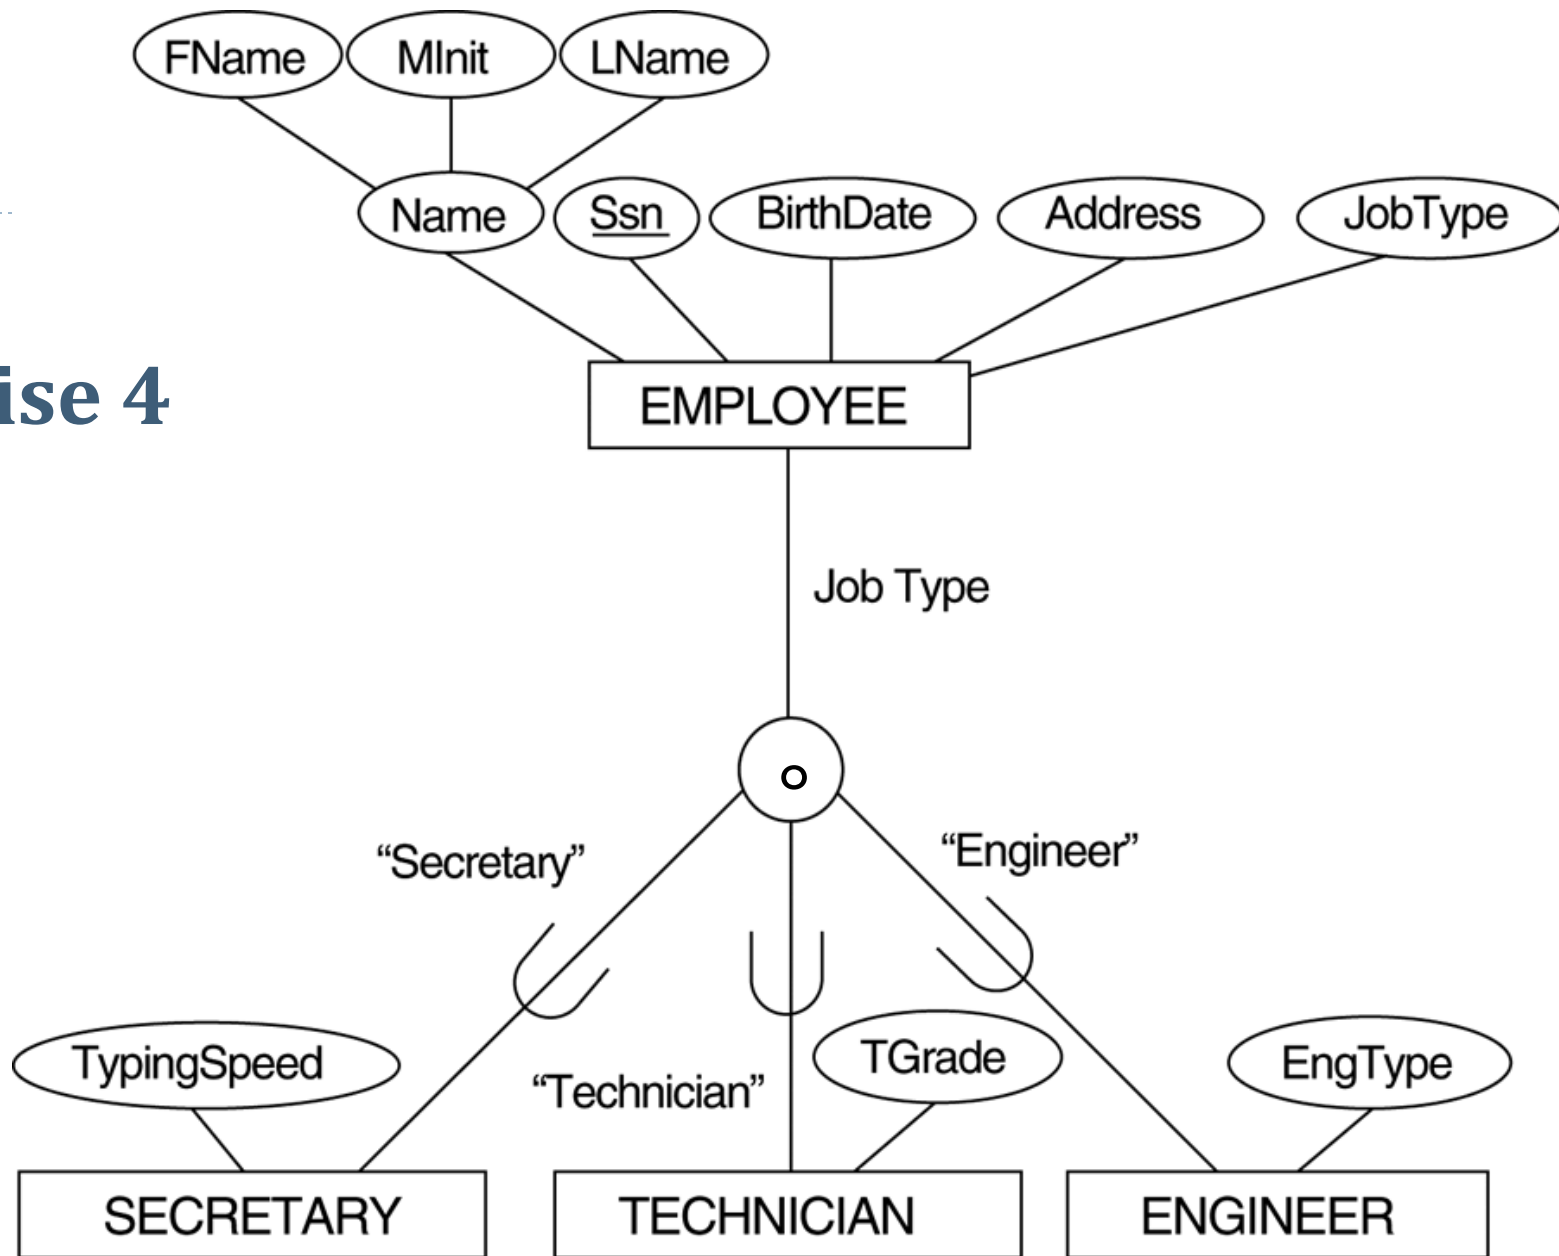 FName MInit LName
Name Ssn BirthDate Address JobType
ise 4
EMPLOYEE
Job Type
o
“Secretary” “Engineer”
“Technician”
TypingSpeed TGrade EngType
SECRETARY TECHNICIAN ENGINEER